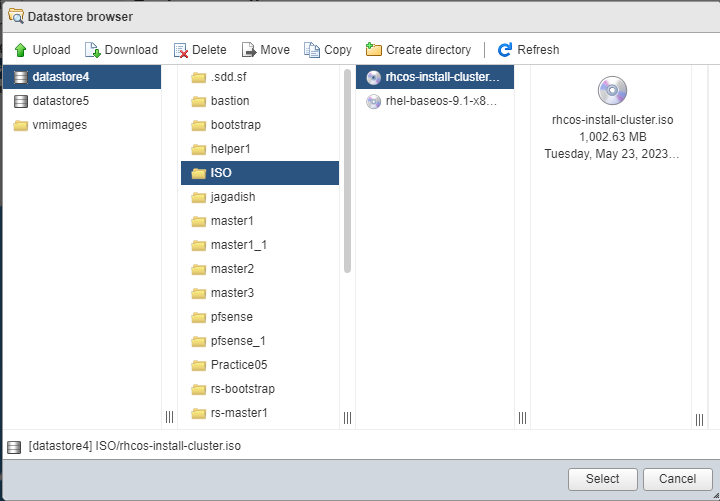 Datastore browser
Upload Download Delete Move Copy Create directory Refresh
datastore4
datastore5
vmimages
.sdd.sf
bastion
bootstrap
helper1
ISO
jagadish
master1
master1_1
master2
master3
pfsense
pfsense_1
Practice05
rs-bootstrap
rs-master1
rhcos-install-cluster...
rhel-baseos-9.1-x8...
rhcos-install-cluster.iso
1,002.63 MB
Tuesday, May 23, 2023...
[datastore4] ISO/rhcos-install-cluster.iso
Select Cancel